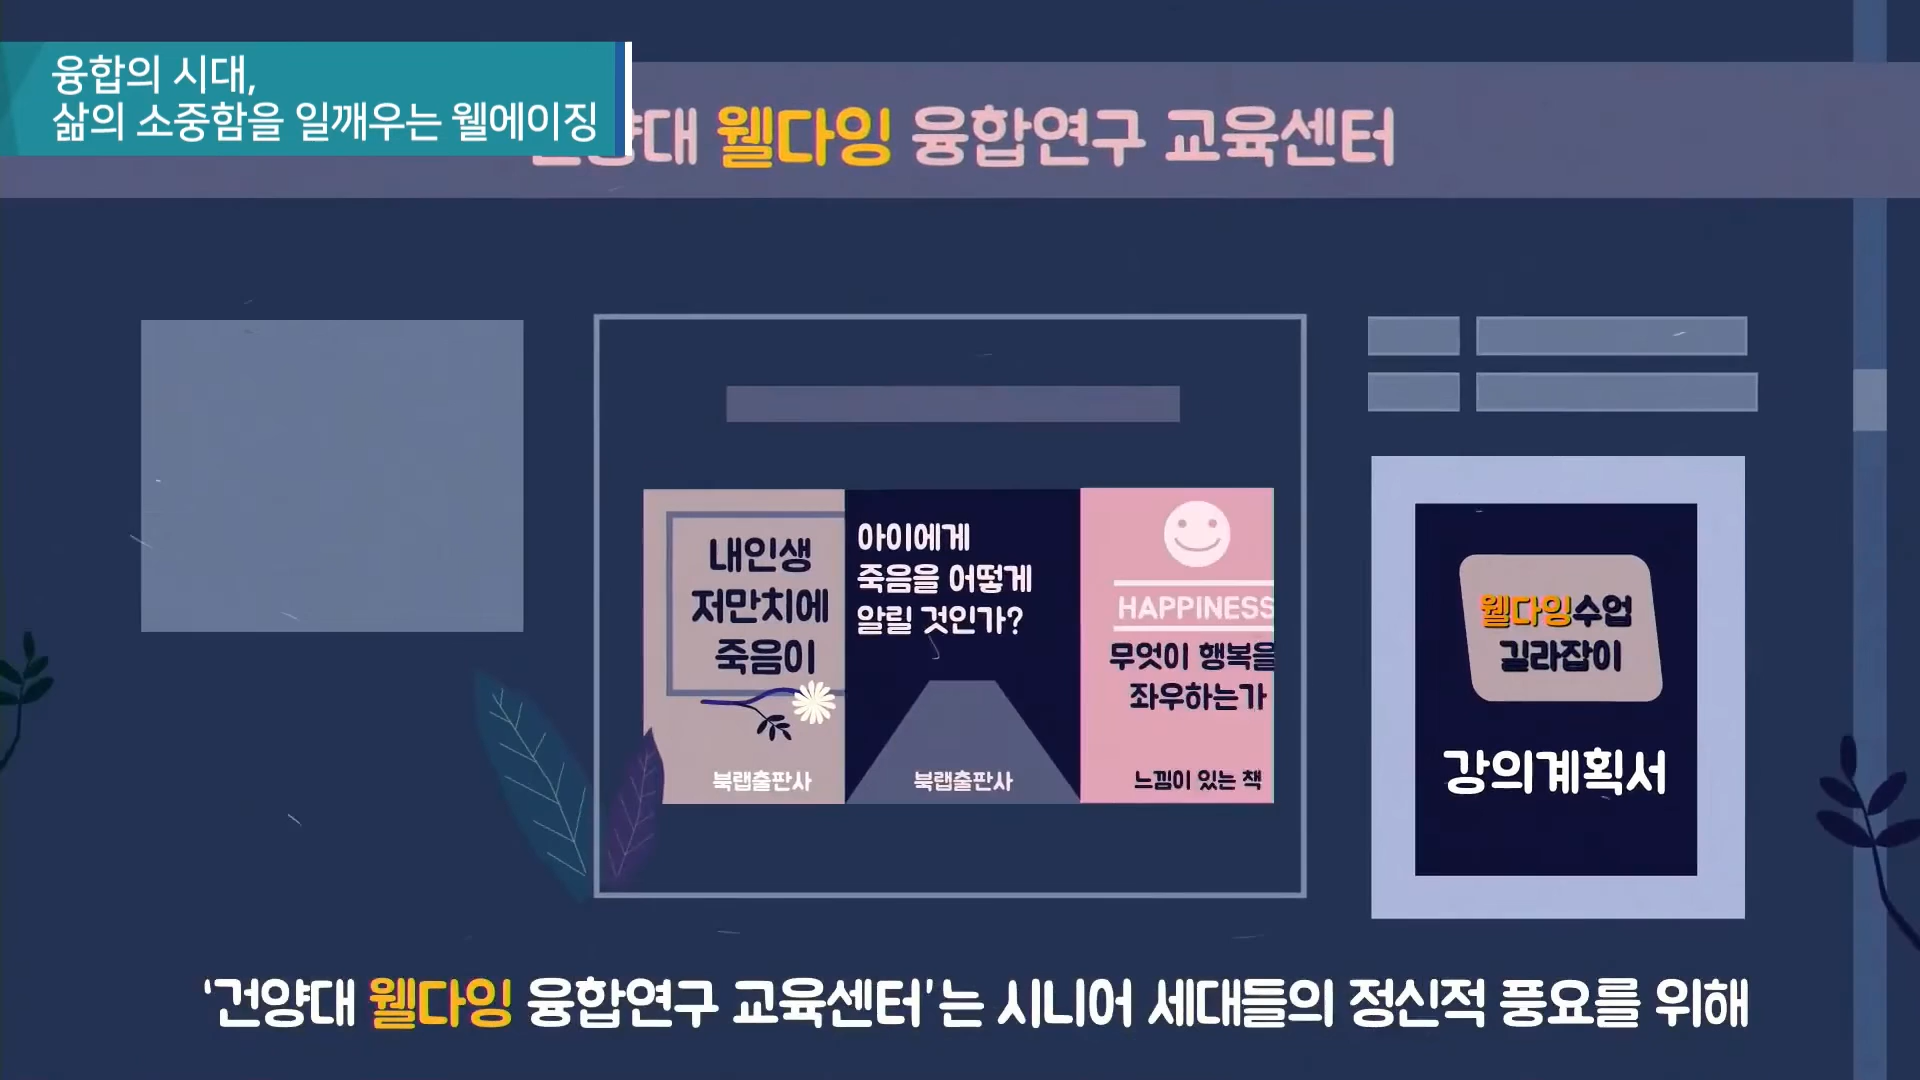 융합의 시대,
삶의 소중함을 일깨우는 웰에이징
건양대 웰다잉 융합연구 교육센터
내인생
저만치에
죽음이
북랩출판사
아이에게
죽음을 어떻게
알릴 것인가?
북랩출판사
HAPPINESS
무엇이 행복을
좌우하는가
느낌이 있는 책
웰다잉수업
길라잡이
강의계획서
‘건양대 웰다잉 융합연구 교육센터’는 시니어 세대들의 정신적 풍요를 위해